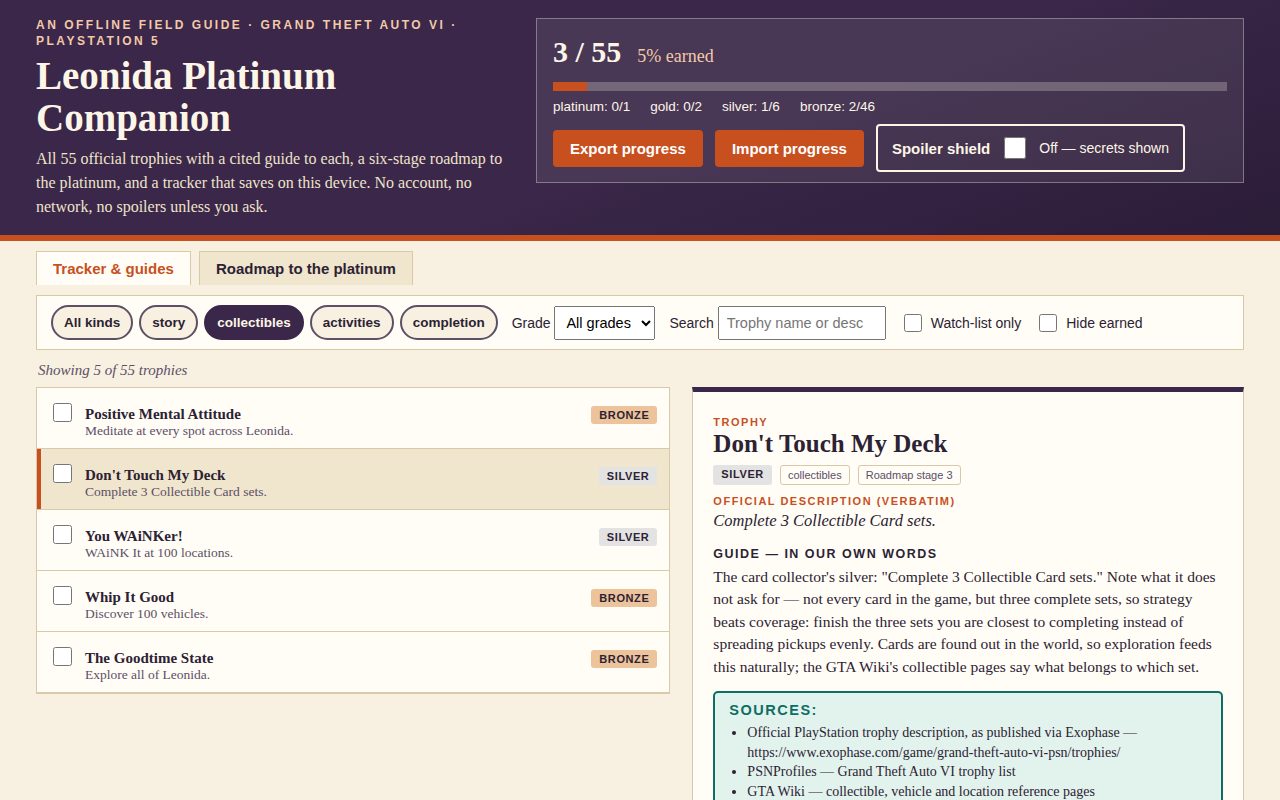 AN OFFLINE FIELD GUIDE · GRAND THEFT AUTO VI ·
PLAYSTATION 5
Leonida Platinum
Companion
All 55 official trophies with a cited guide to each, a six-stage roadmap to
the platinum, and a tracker that saves on this device. No account, no
network, no spoilers unless you ask.
3 / 55 5% earned
platinum: 0/1 gold: 0/2 silver: 1/6 bronze: 2/46
Export progress Import progress Spoiler shield Off — secrets shown
Tracker & guides Roadmap to the platinum
All kinds story collectibles activities completion Grade All grades Search Trophy name or desc Watch-list only Hide earned
Showing 5 of 55 trophies
Positive Mental Attitude BRONZE
Meditate at every spot across Leonida.
Don't Touch My Deck SILVER
Complete 3 Collectible Card sets.
You WAiNKer! SILVER
WAiNK It at 100 locations.
Whip It Good BRONZE
Discover 100 vehicles.
The Goodtime State BRONZE
Explore all of Leonida.
TROPHY
Don't Touch My Deck
SILVER collectibles Roadmap stage 3
OFFICIAL DESCRIPTION (VERBATIM)
Complete 3 Collectible Card sets.
GUIDE — IN OUR OWN WORDS
The card collector's silver: "Complete 3 Collectible Card sets." Note what it does
not ask for — not every card in the game, but three complete sets, so strategy
beats coverage: finish the three sets you are closest to completing instead of
spreading pickups evenly. Cards are found out in the world, so exploration feeds
this naturally; the GTA Wiki's collectible pages say what belongs to which set.
SOURCES:
• Official PlayStation trophy description, as published via Exophase —
https://www.exophase.com/game/grand-theft-auto-vi-psn/trophies/
• PSNProfiles — Grand Theft Auto VI trophy list
• GTA Wiki — collectible, vehicle and location reference pages